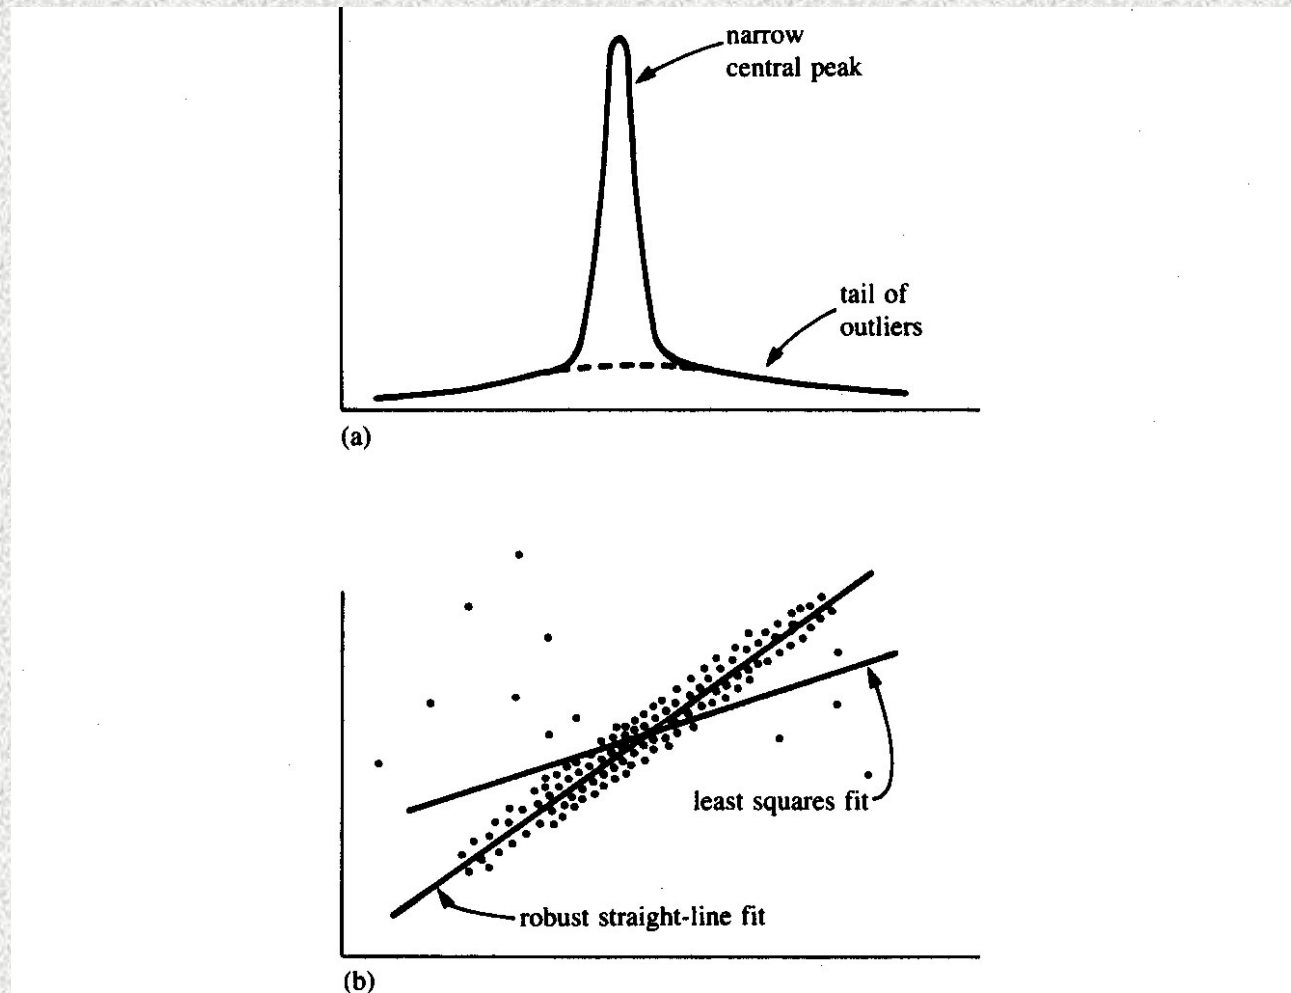 narrow
central peak
tail of
outliers
(a)
least squares fit
robust straight-line fit
(b)